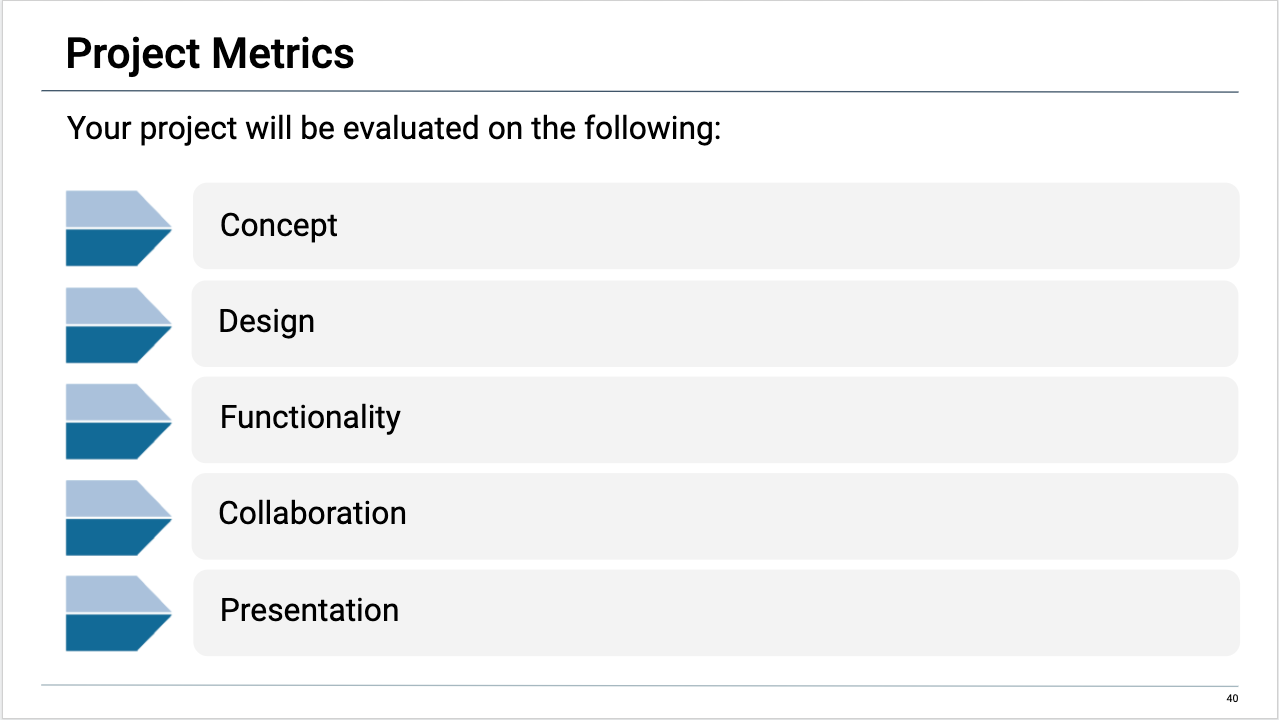 Project Metrics
Your project will be evaluated on the following:
Concept
Design
Functionality
Collaboration
Presentation
40